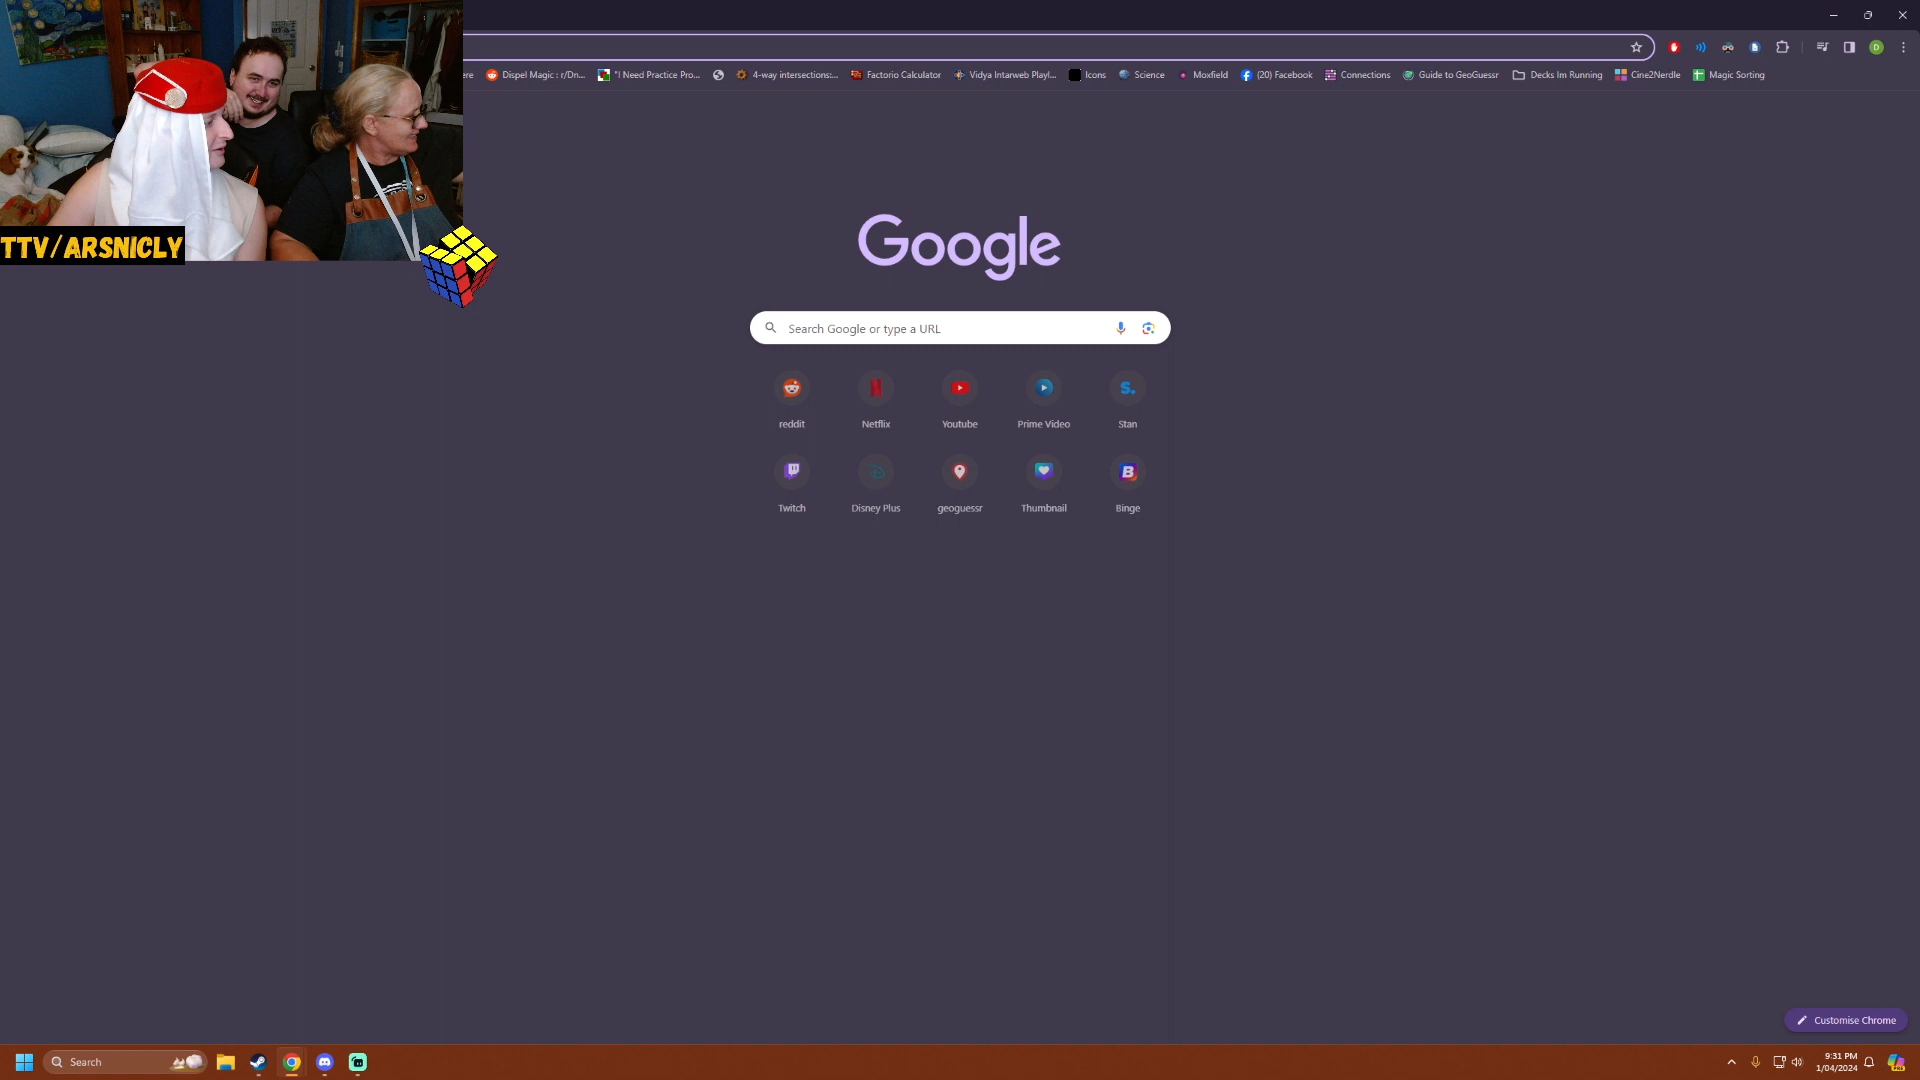 ere
Dispel Magic : r/Dn...
"I Need Practice Pro...
4-way intersections:...
Factorio Calculator
Vidya Intarweb Playl...
Icons
Science
Moxfield
(20) Facebook
Connections
Guide to GeoGuessr
Decks Im Running
Cine2Nerdle
Magic Sorting
D
TTV/ARSNICLY
Google
Search Google or type a URL
reddit
Netflix
Youtube
Prime Video
Stan
Twitch
Disney Plus
geoguessr
Thumbnail
Binge
Customise Chrome
Search
9:31 PM
1/04/2024